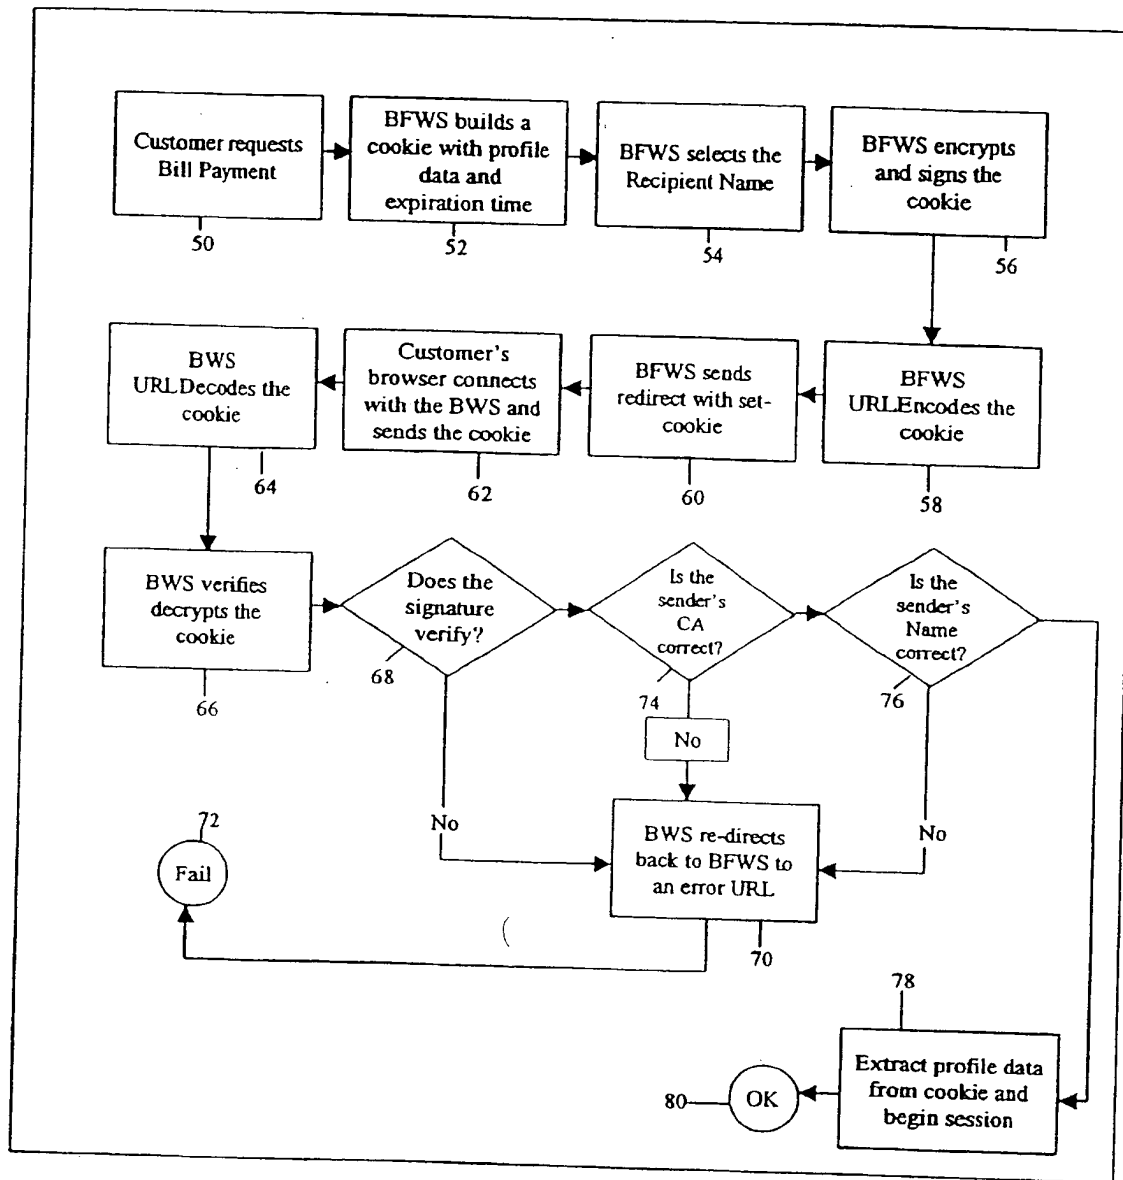 Customer requests
Bill Payment
50
BFWS builds a
cookie with profile
data and
expiration time
52
BFWS selects the
Recipient Name
54
BFWS encrypts
and signs the
cookie
56
BWS
URLDecodes the
cookie
64
Customer's
browser connects
with the BWS and
sends the cookie
62
BFWS sends
redirect with set-
cookie
60
BFWS
URLEncodes the
cookie
58
BWS verifies
decrypts the
cookie
66
Does the
signature
verify?
68
Is the
sender's
CA
correct?
74
Is the
sender's
Name
correct?
76
No
No
No
72
Fail
BWS re-directs
back to BFWS to
an error URL
70
78
Extract profile data
from cookie and
begin session
80
OK